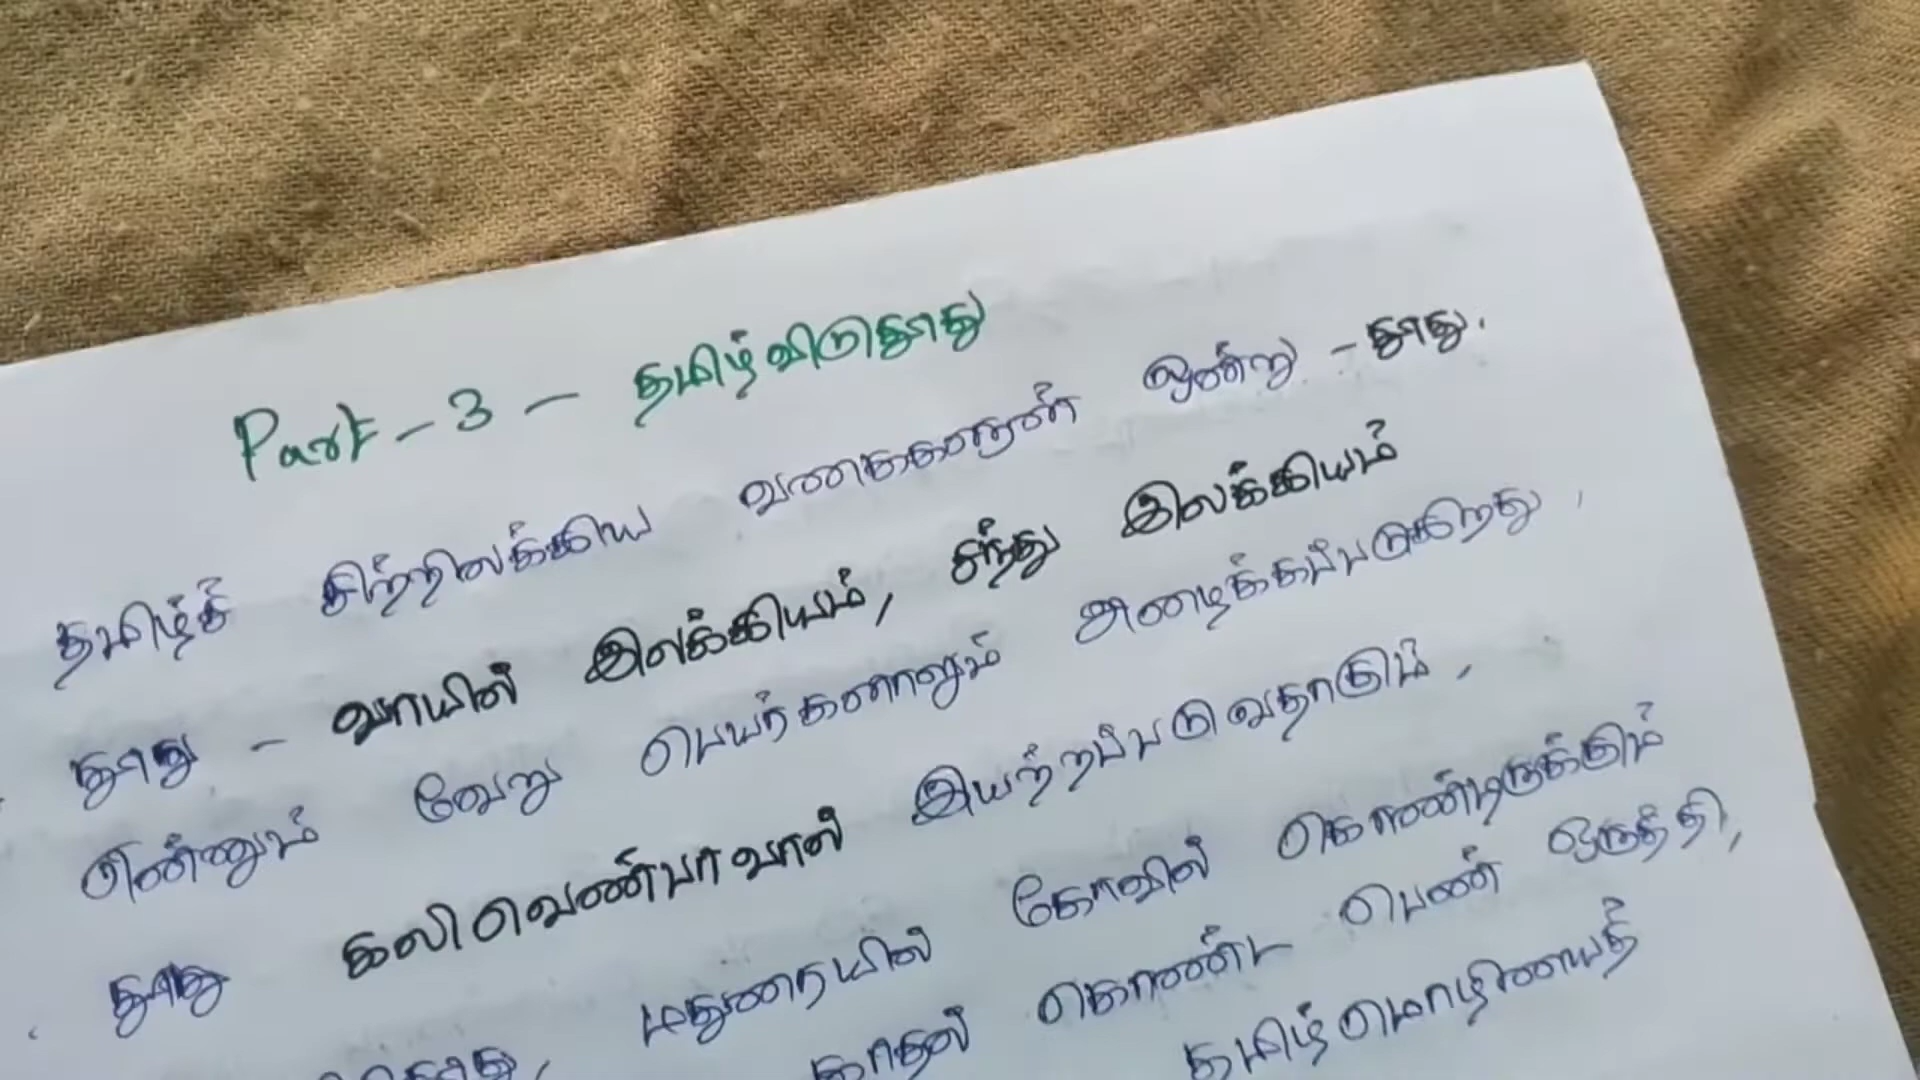 Part - 3 - தமிழ்விடுதூது
தமிழ்ச் சிற்றிலக்கிய வகைகளுள் ஒன்று - தூது.
தூது - வாயில் இலக்கியம், சந்து இலக்கியம்
என்னும் வேறு பெயர்களாலும் அழைக்கப்படுகிறது.
தூது கலிவெண்பாவால் இயற்றப்படுவதாகும்.
மதுரையில் கோவில் கொண்டிருக்கும்
காதல் கொண்ட பெண் ஒருத்தி,
தமிழ்மொழியைத்